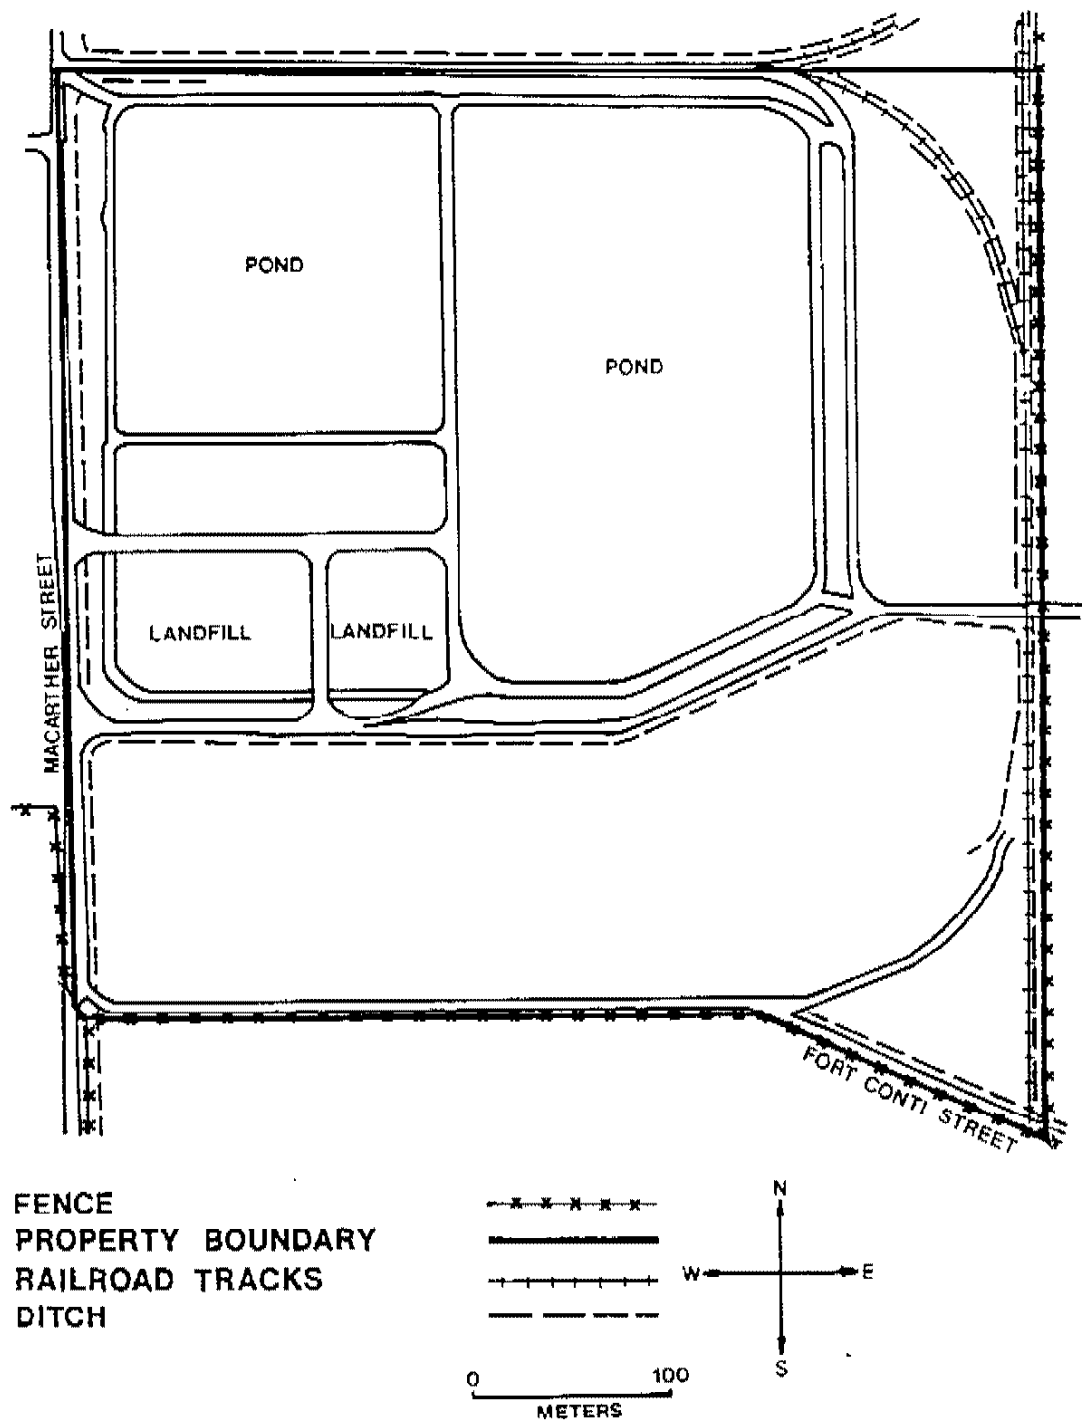 POND
POND
LANDFILL
LANDFILL
MACARTHER STREET
FORT CONTI STREET
FENCE
PROPERTY BOUNDARY
RAILROAD TRACKS
DITCH
N
W E
S
0 100
METERS